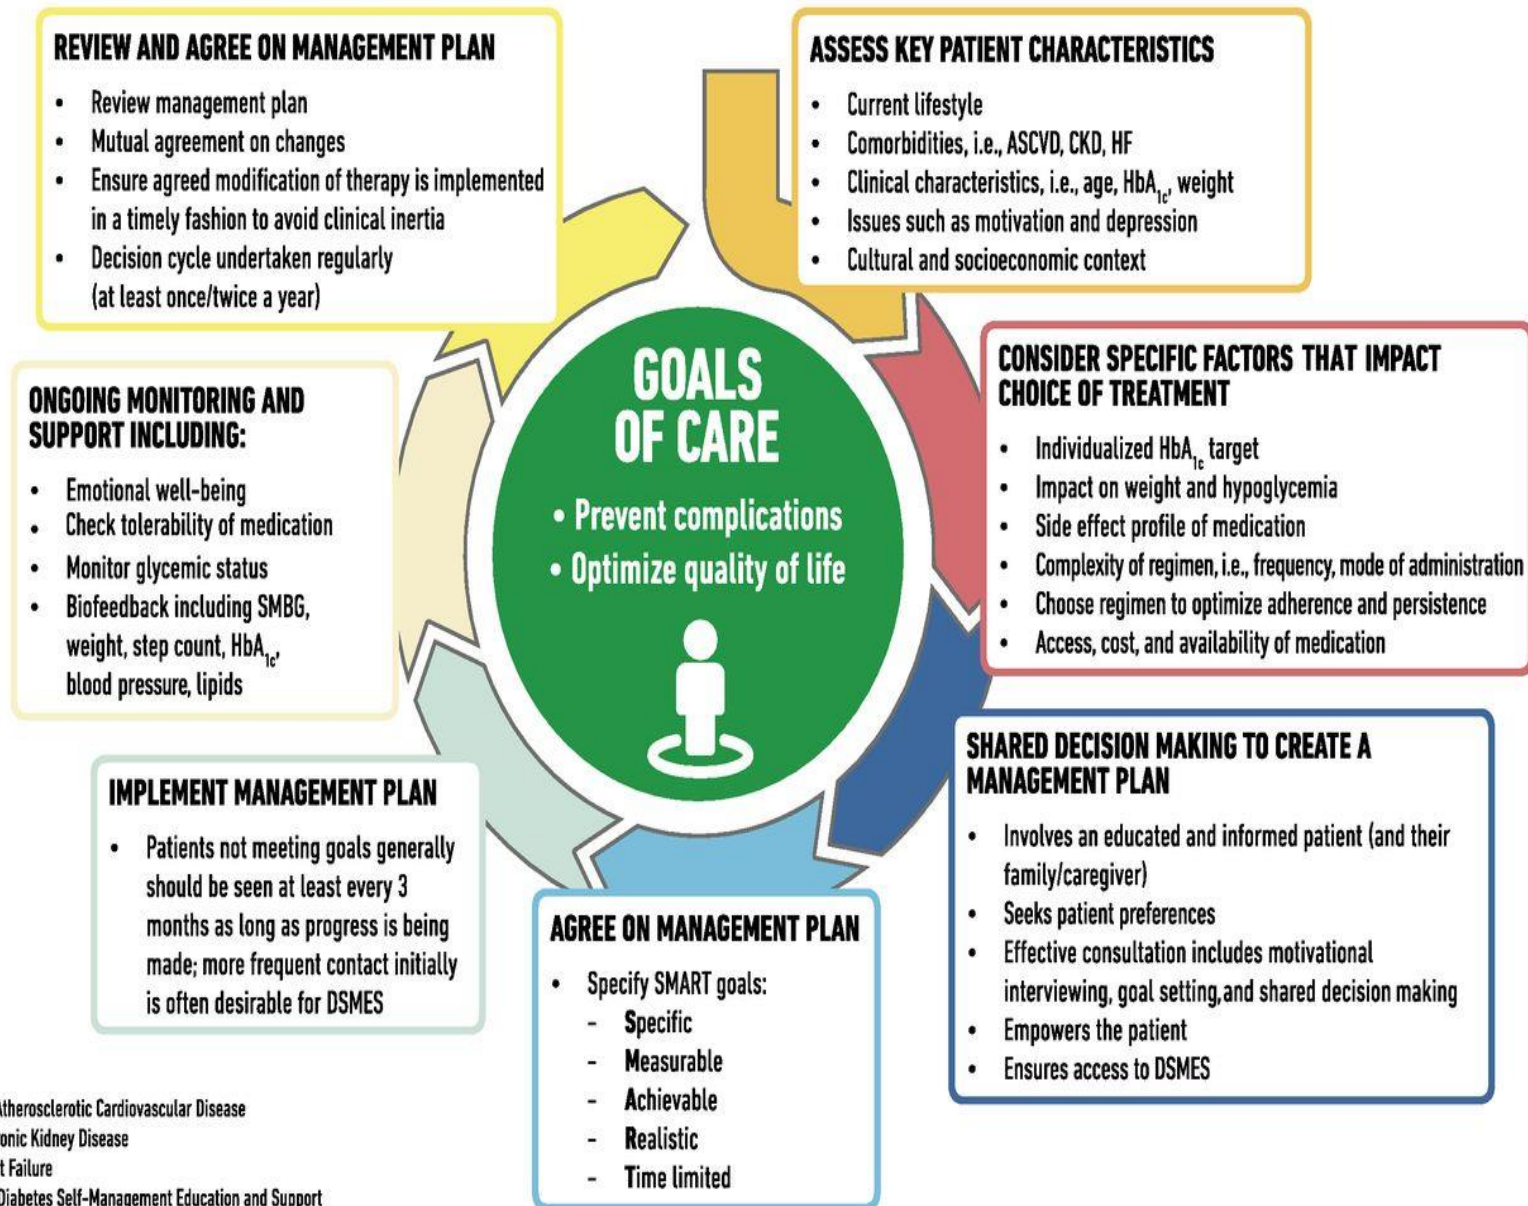 REVIEW AND AGREE ON MANAGEMENT PLAN
• Review management plan
• Mutual agreement on changes
• Ensure agreed modification of therapy is implemented
in a timely fashion to avoid clinical inertia
• Decision cycle undertaken regularly
(at least once/twice a year)
ASSESS KEY PATIENT CHARACTERISTICS
• Current lifestyle
• Comorbidities, i.e., ASCVD, CKD, HF
• Clinical characteristics, i.e., age, HbA1c, weight
• Issues such as motivation and depression
• Cultural and socioeconomic context
CONSIDER SPECIFIC FACTORS THAT IMPACT
CHOICE OF TREATMENT
• Individualized HbA1c target
• Impact on weight and hypoglycemia
• Side effect profile of medication
• Complexity of regimen, i.e., frequency, mode of administration
• Choose regimen to optimize adherence and persistence
• Access, cost, and availability of medication
SHARED DECISION MAKING TO CREATE A
MANAGEMENT PLAN
• Involves an educated and informed patient (and their
family/caregiver)
• Seeks patient preferences
• Effective consultation includes motivational
interviewing, goal setting,and shared decision making
• Empowers the patient
• Ensures access to DSMES
AGREE ON MANAGEMENT PLAN
• Specify SMART goals:
- Specific
- Measurable
- Achievable
- Realistic
- Time limited
IMPLEMENT MANAGEMENT PLAN
• Patients not meeting goals generally
should be seen at least every 3
months as long as progress is being
made; more frequent contact initially
is often desirable for DSMES
ONGOING MONITORING AND
SUPPORT INCLUDING:
• Emotional well-being
• Check tolerability of medication
• Monitor glycemic status
• Biofeedback including SMBG,
weight, step count, HbA1c,
blood pressure, lipids
GOALS
OF CARE
• Prevent complications
• Optimize quality of life
Atherosclerotic Cardiovascular Disease
Kidney Disease
Failure
Diabetes Self-Management Education and Support